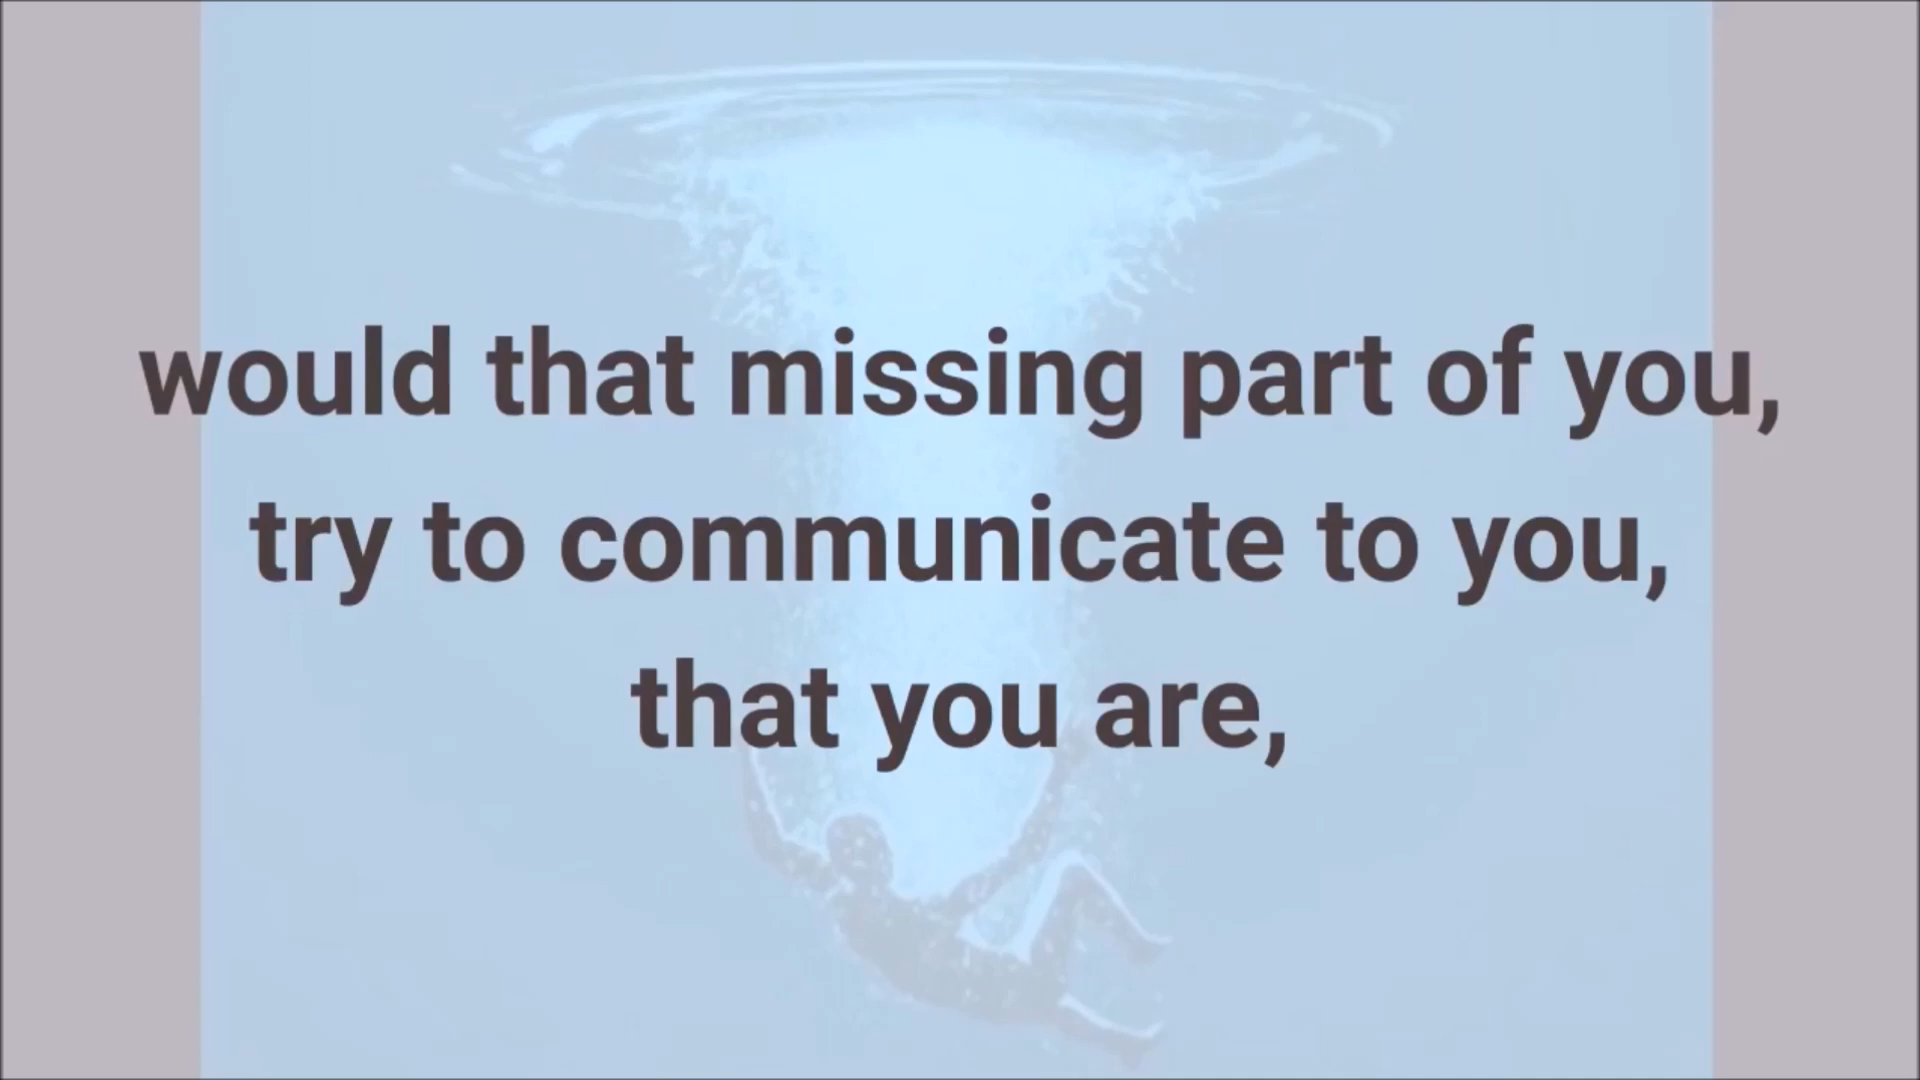 would that missing part of you,
try to communicate to you,
that you are,